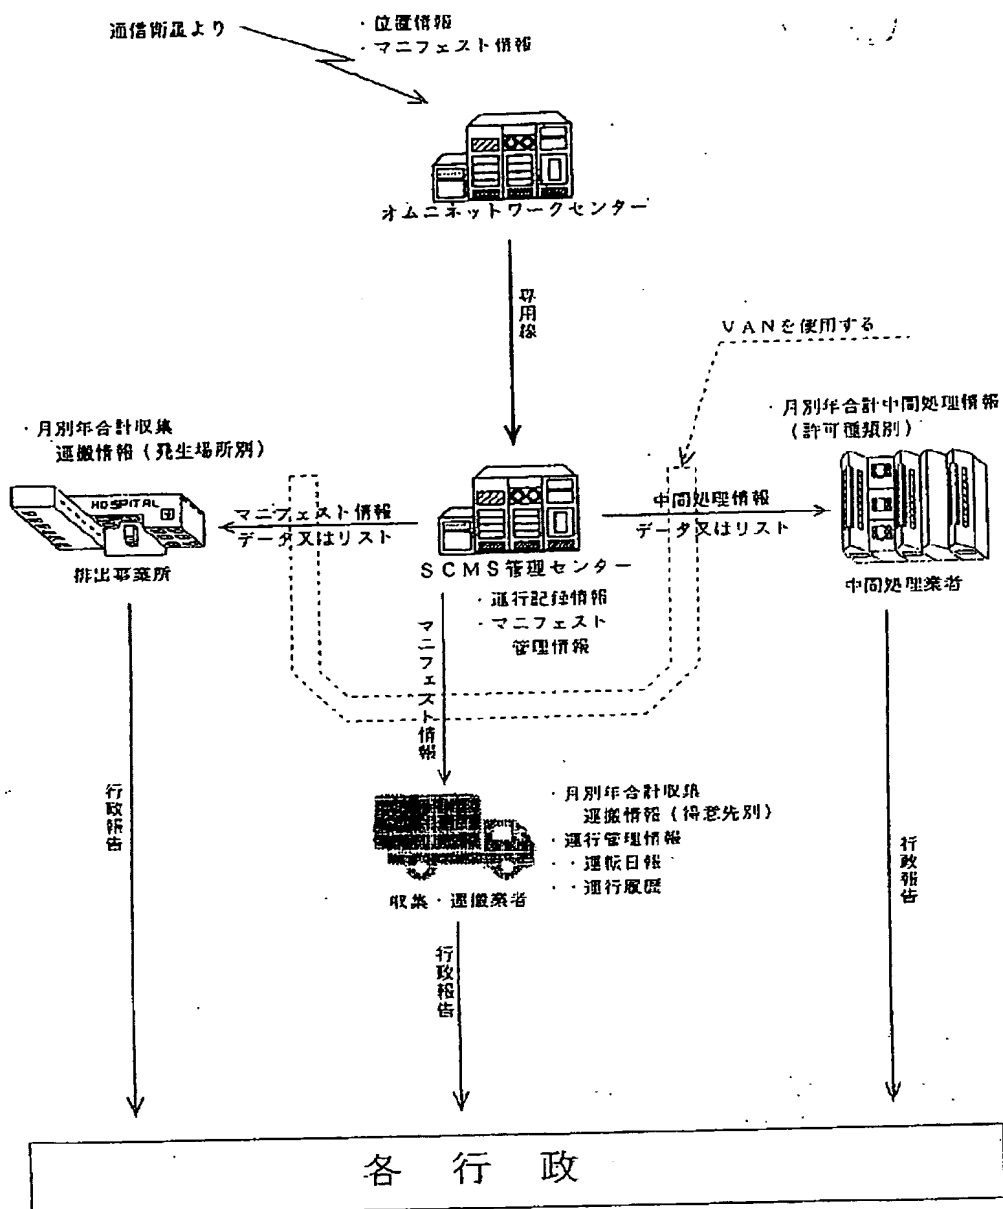 通信衛星より
・位置情報
・マニフェスト情報
オムニネットワークセンター
専用線
VANを使用する
・月別年合計収集
運搬情報(発生場所別)
・月別年合計中間処理情報
(許可種類別)
HOSPITAL
マニフェスト情報
データ又はリスト
中間処理情報
データ又はリスト
排出事業所
SCMS管理センター
中間処理業者
・運行記録情報
・マニフェスト
管理情報
マニフェスト情報
・月別年合計収集
運搬情報(得意先別)
・運行管理情報
・・運転日報
・・運行履歴
収集・運搬業者
行政報告
行政報告
行政報告
各行政